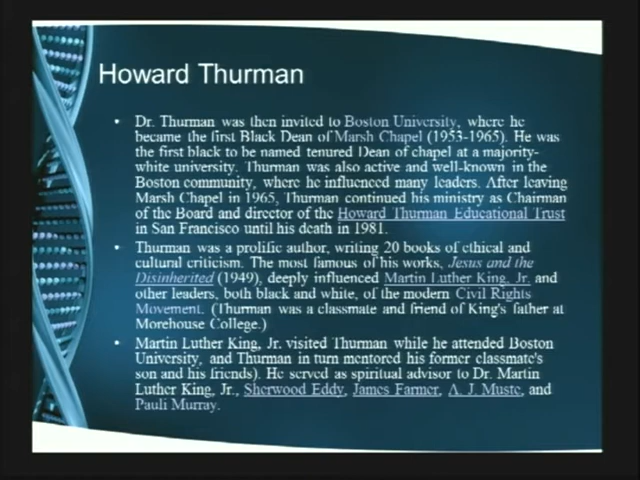 Howard Thurman
• Dr. Thurman was then invited to Boston University, where he
became the first Black Dean of Marsh Chapel (1953-1965). He was
the first black to be named tenured Dean of chapel at a majority-
white university. Thurman was also active and well-known in the
Boston community, where he influenced many leaders. After leaving
Marsh Chapel in 1965, Thurman continued his ministry as Chairman
of the Board and director of the Howard Thurman Educational Trust
in San Francisco until his death in 1981.
• Thurman was a prolific author, writing 20 books of ethical and
cultural criticism. The most famous of his works, Jesus and the
Disinherited (1949), deeply influenced Martin Luther King, Jr. and
other leaders, both black and white, of the modern Civil Rights
Movement. (Thurman was a classmate and friend of King's father at
Morehouse College.)
• Martin Luther King, Jr. visited Thurman while he attended Boston
University, and Thurman in turn mentored his former classmate's
son and his friends). He served as spiritual advisor to Dr. Martin
Luther King, Jr., Sherwood Eddy, James Farmer, A. J. Muste, and
Pauli Murray.